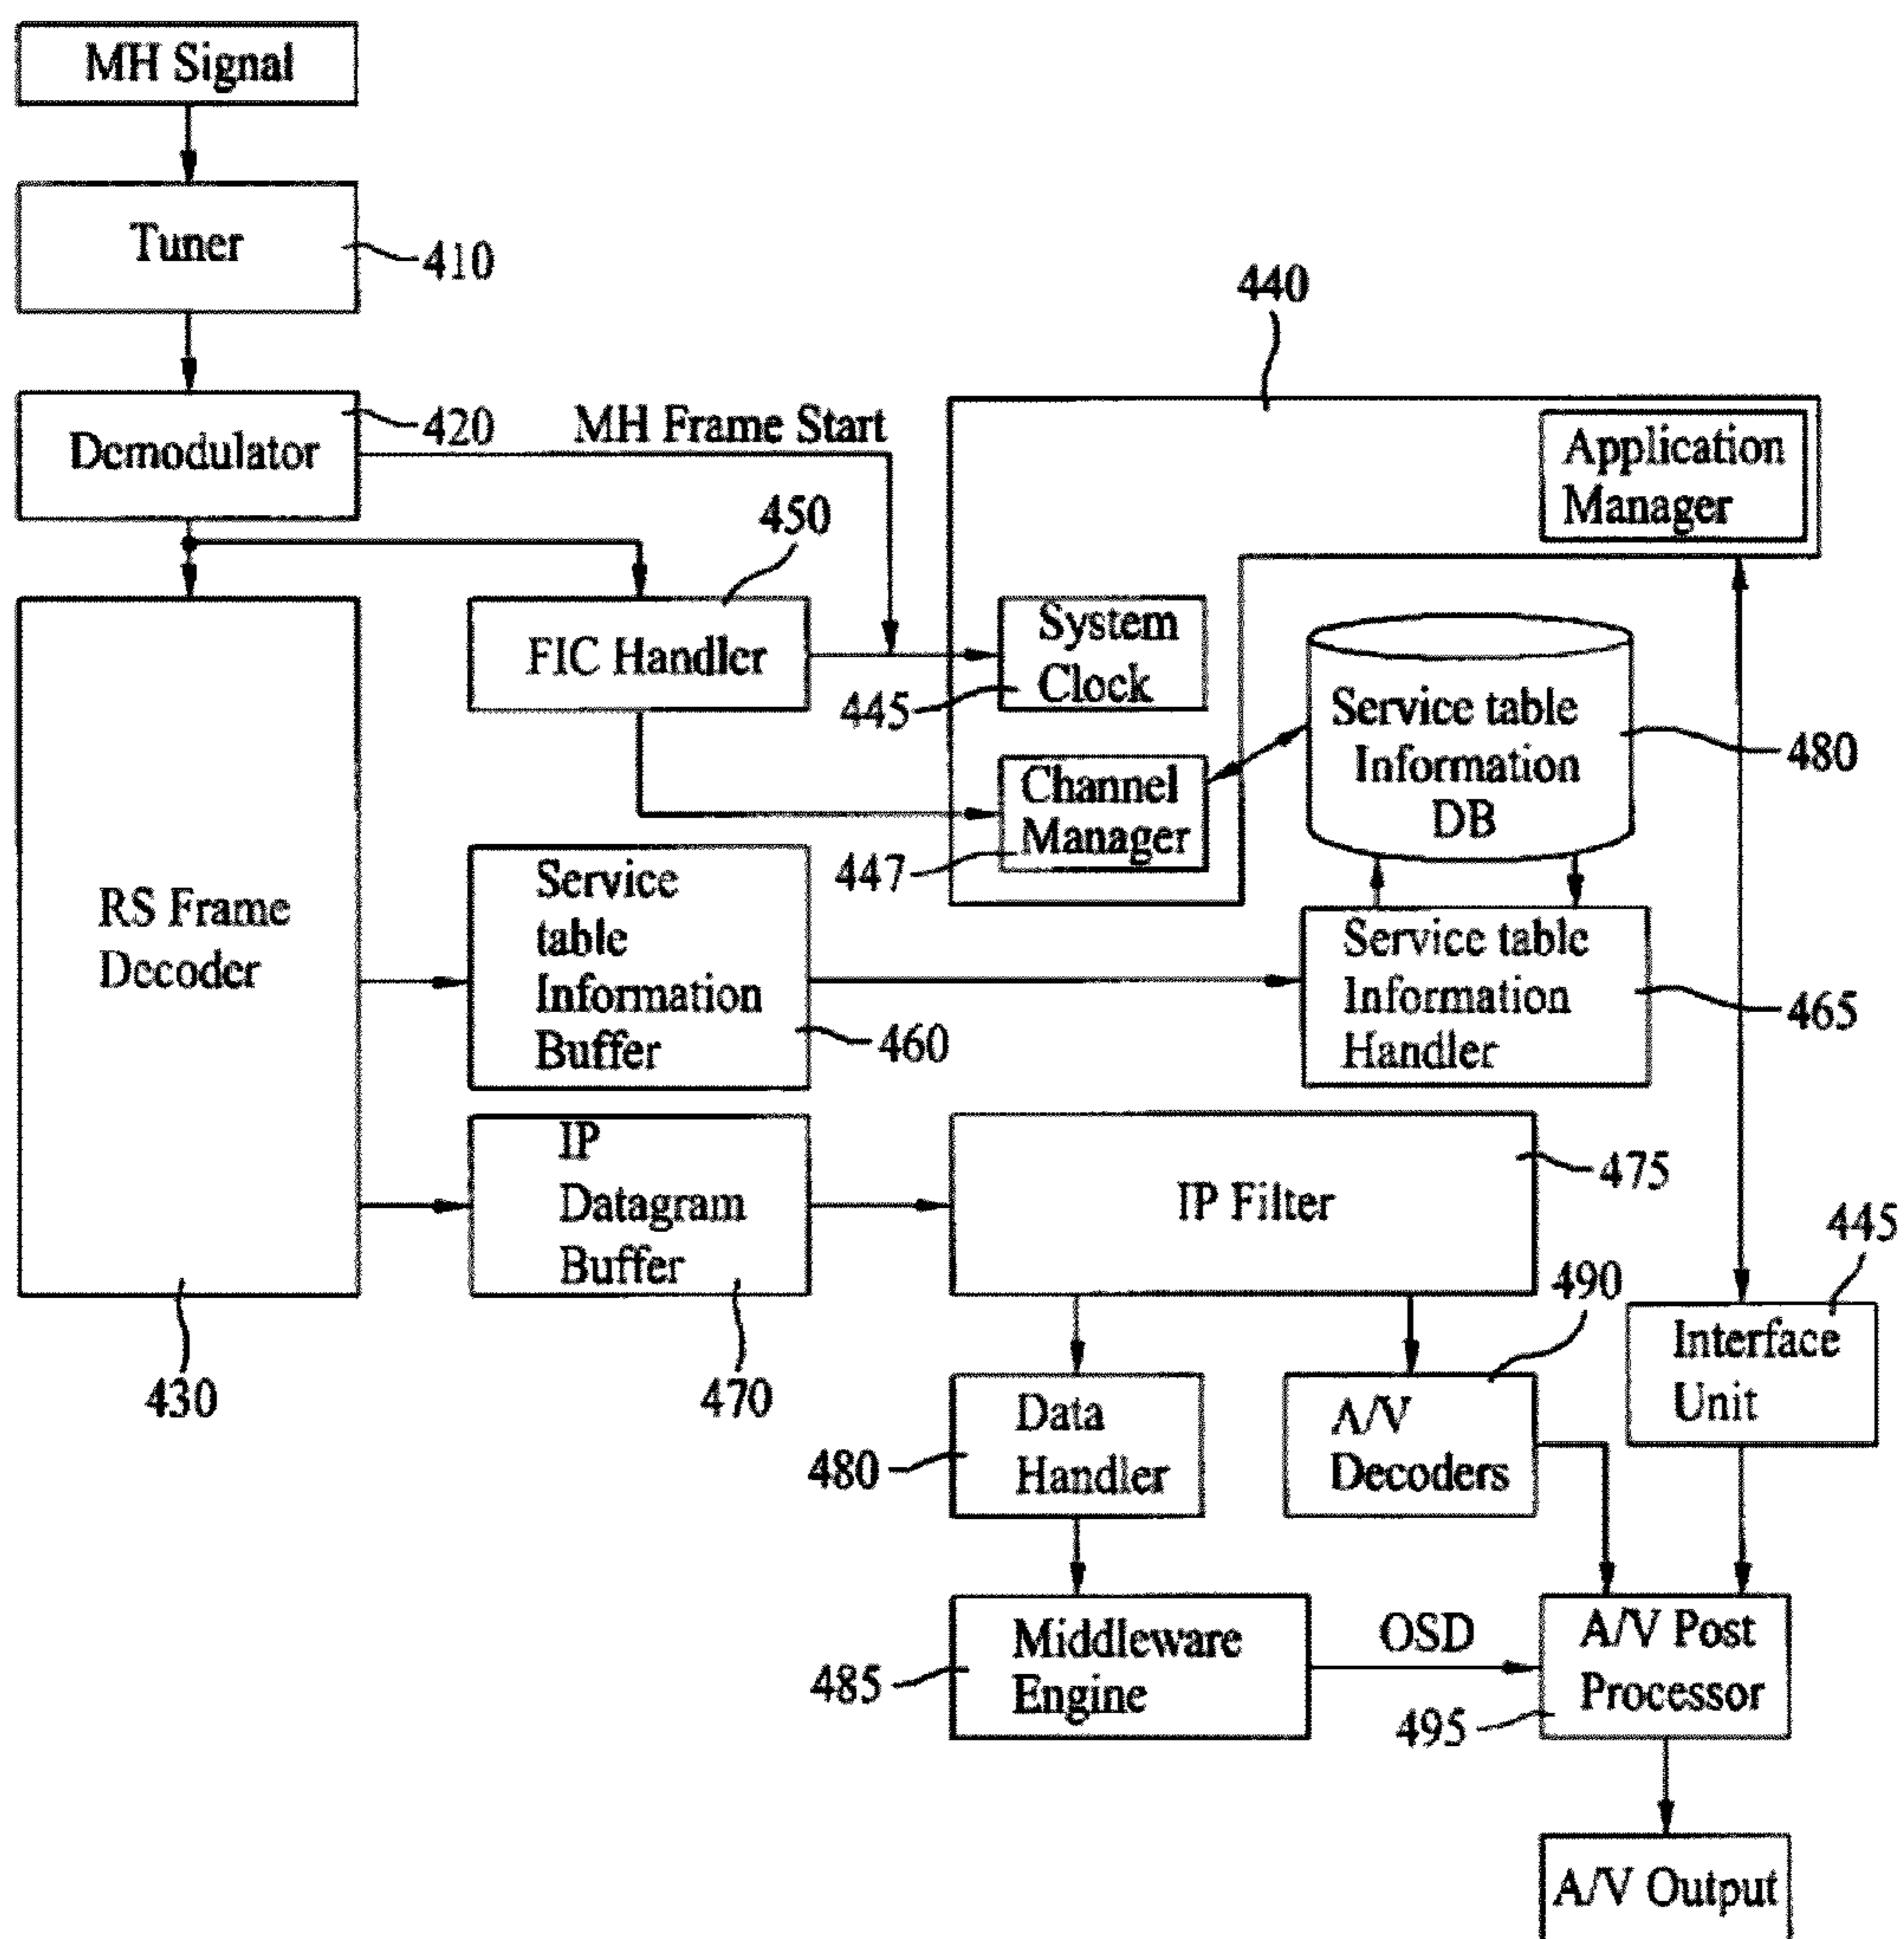 MH Signal
Tuner
410
440
Demodulator
420
MH Frame Start
Application
Manager
450
FIC Handler
System
Clock
445
Service table
Information
DB
480
Channel
Manager
447
RS Frame
Decoder
Service
table
Information
Buffer
460
Service table
Information
Handler
465
IP
Datagram
Buffer
IP Filter
475
445
490
430
470
Interface
Unit
Data
Handler
480
A/V
Decoders
Middleware
Engine
485
OSD
A/V Post
Processor
495
A/V Output